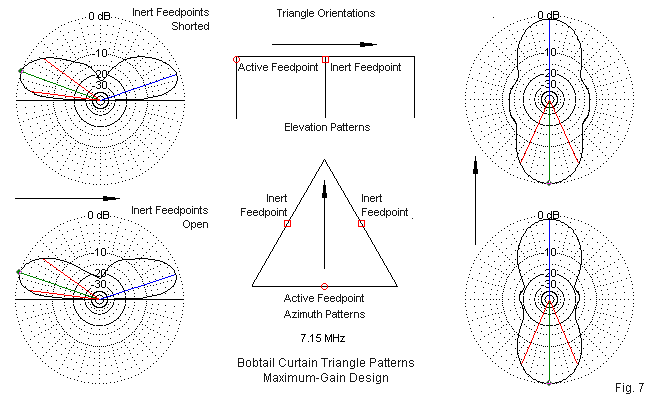 Inert Feedpoints
Shorted
0 dB
-10
-20
-30
Triangle Orientations
Active Feedpoint
Inert Feedpoint
Elevation Patterns
0 dB
-10
-20
-30
Inert Feedpoints
Open
0 dB
-10
-20
-30
Inert
Feedpoint
Inert
Feedpoint
Active Feedpoint
Azimuth Patterns
7.15 MHz
Bobtail Curtain Triangle Patterns
Maximum-Gain Design
0 dB
-10
-20
-30
Fig. 7